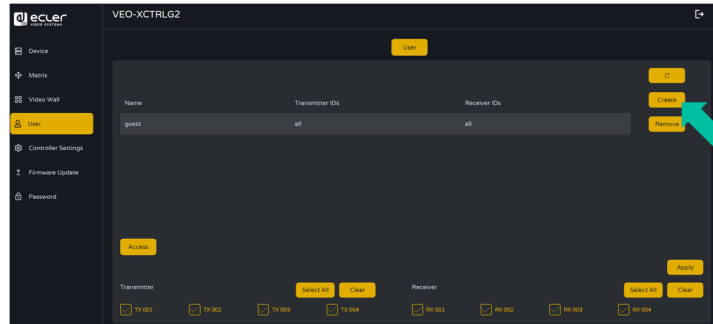 ecler
VIDEO SYSTEMS
VEO-XCTRLG2
Device
Matrix
Video Wall
User
Controller Settings
Firmware Update
Password
User
Create
Remove
Name Transmitter IDs Receiver IDs
guest all all
Access
Apply
Transmitter Select All Clear Receiver Select All Clear
TX 001 TX 002 TX 003 TX 004 RX 001 RX 002 RX 003 RX 004